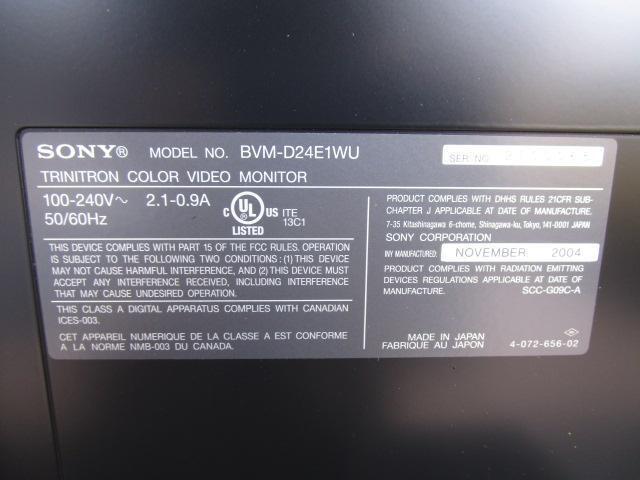 SONY® MODEL NO. BVM-D24E1WU
SER. NO.
TRINITRON COLOR VIDEO MONITOR
100-240V~ 2.1-0.9A
50/60Hz
C UL US LISTED
ITE
13C1
THIS DEVICE COMPLIES WITH PART 15 OF THE FCC RULES. OPERATION
IS SUBJECT TO THE FOLLOWING TWO CONDITIONS : (1) THIS DEVICE
MAY NOT CAUSE HARMFUL INTERFERENCE, AND (2) THIS DEVICE MUST
ACCEPT ANY INTERFERENCE RECEIVED, INCLUDING INTERFERENCE
THAT MAY CAUSE UNDESIRED OPERATION.
THIS CLASS A DIGITAL APPARATUS COMPLIES WITH CANADIAN
ICES-003.
CET APPAREIL NUMERIQUE DE LA CLASSE A EST CONFORME
A LA NORME NMB-003 DU CANADA.
PRODUCT COMPLIES WITH DHHS RULES 21CFR SUB-
CHAPTER J APPLICABLE AT DATE OF MANUFACTURE.
7-35 Kitashinagawa 6-chome, Shinagawa-ku, Tokyo, 141-0001 JAPAN
SONY CORPORATION
INY MANUFACTURED: NOVEMBER 2004
PRODUCT COMPLIES WITH RADIATION EMITTING
DEVICES REGULATIONS APPLICABLE AT DATE OF
MANUFACTURE. SCC-G09C-A
MADE IN JAPAN
FABRIQUE AU JAPON
4-072-656-02